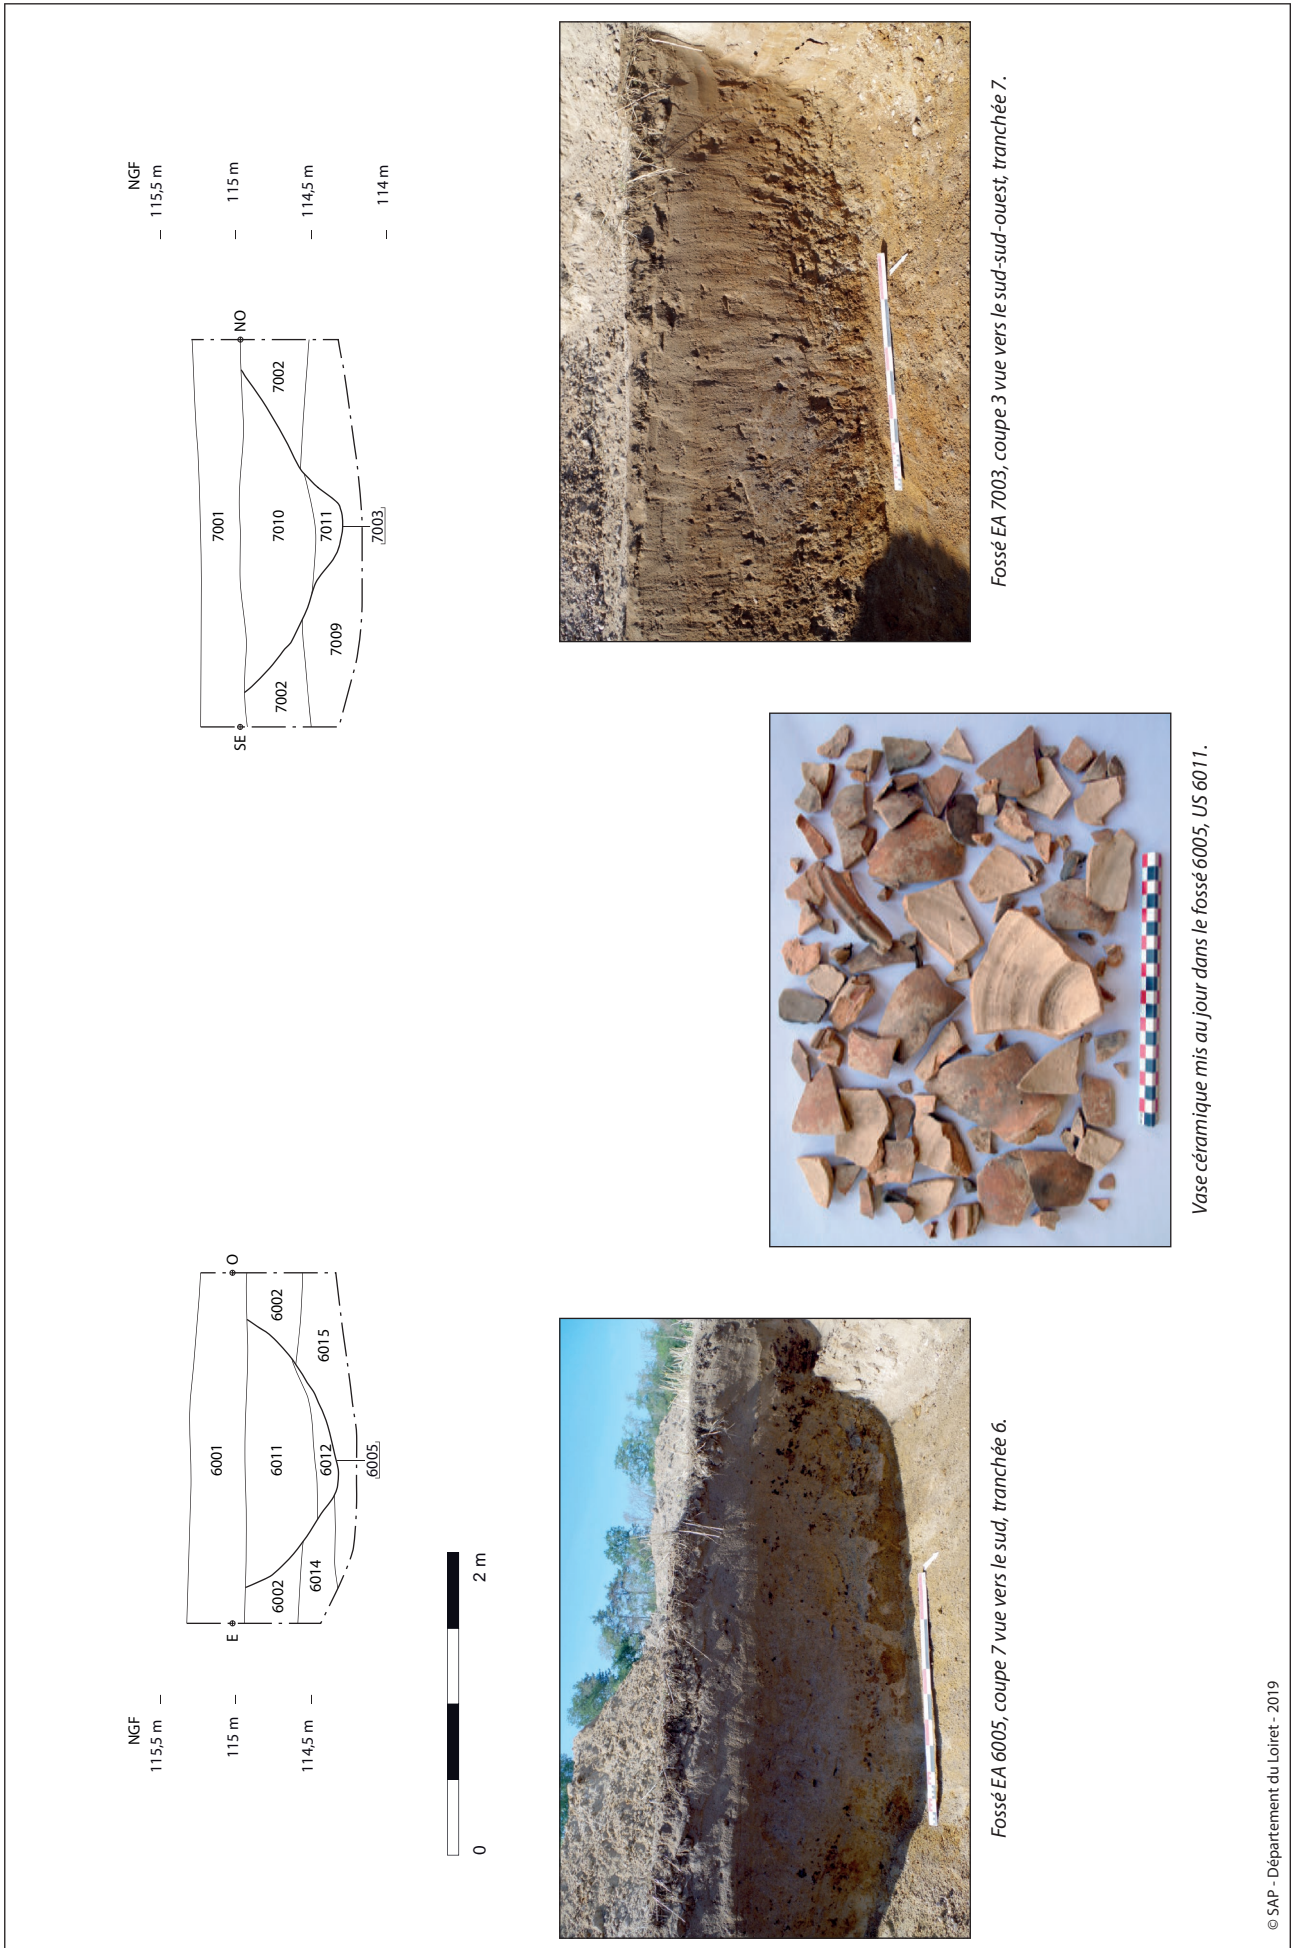 NGF
115,5 m
115 m
114,5 m
E
O
6001
6002
6011
6002
6014
6012
6015
6005
0
2 m
Fossé EA 6005, coupe 7 vue vers le sud, tranchée 6.
Vase céramique mis au jour dans le fossé 6005, US 6011.
NGF
115,5 m
115 m
114,5 m
114 m
SE
NO
7001
7002
7010
7002
7009
7011
7003
Fossé EA 7003, coupe 3 vue vers le sud-sud-ouest, tranchée 7.
© SAP - Département du Loiret - 2019